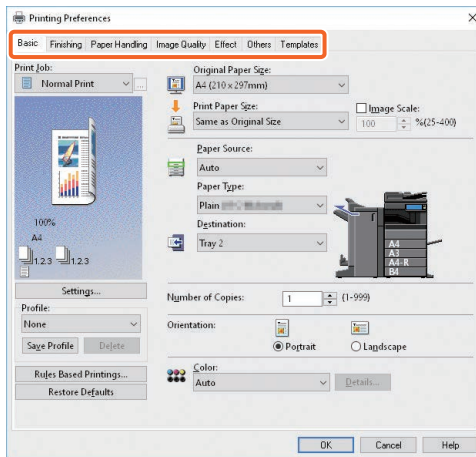 Printing Preferences
Basic Finishing Paper Handling Image Quality Effect Others Templates
Print Job:
Normal Print
...
100%
A4
1.2.3 1.2.3
Settings...
Profile:
None
Save Profile Delete
Rules Based Printings...
Restore Defaults
Original Paper Size:
A4 (210 x 297mm)
Print Paper Size:
Same as Original Size
Image Scale:
100 %(25-400)
Paper Source:
Auto
Paper Type:
Plain
Destination:
Tray 2
A4
A3
A4-R
B4
Number of Copies: 1 (1-999)
Orientation:
Portrait Landscape
Color:
Auto Details...
OK Cancel Help